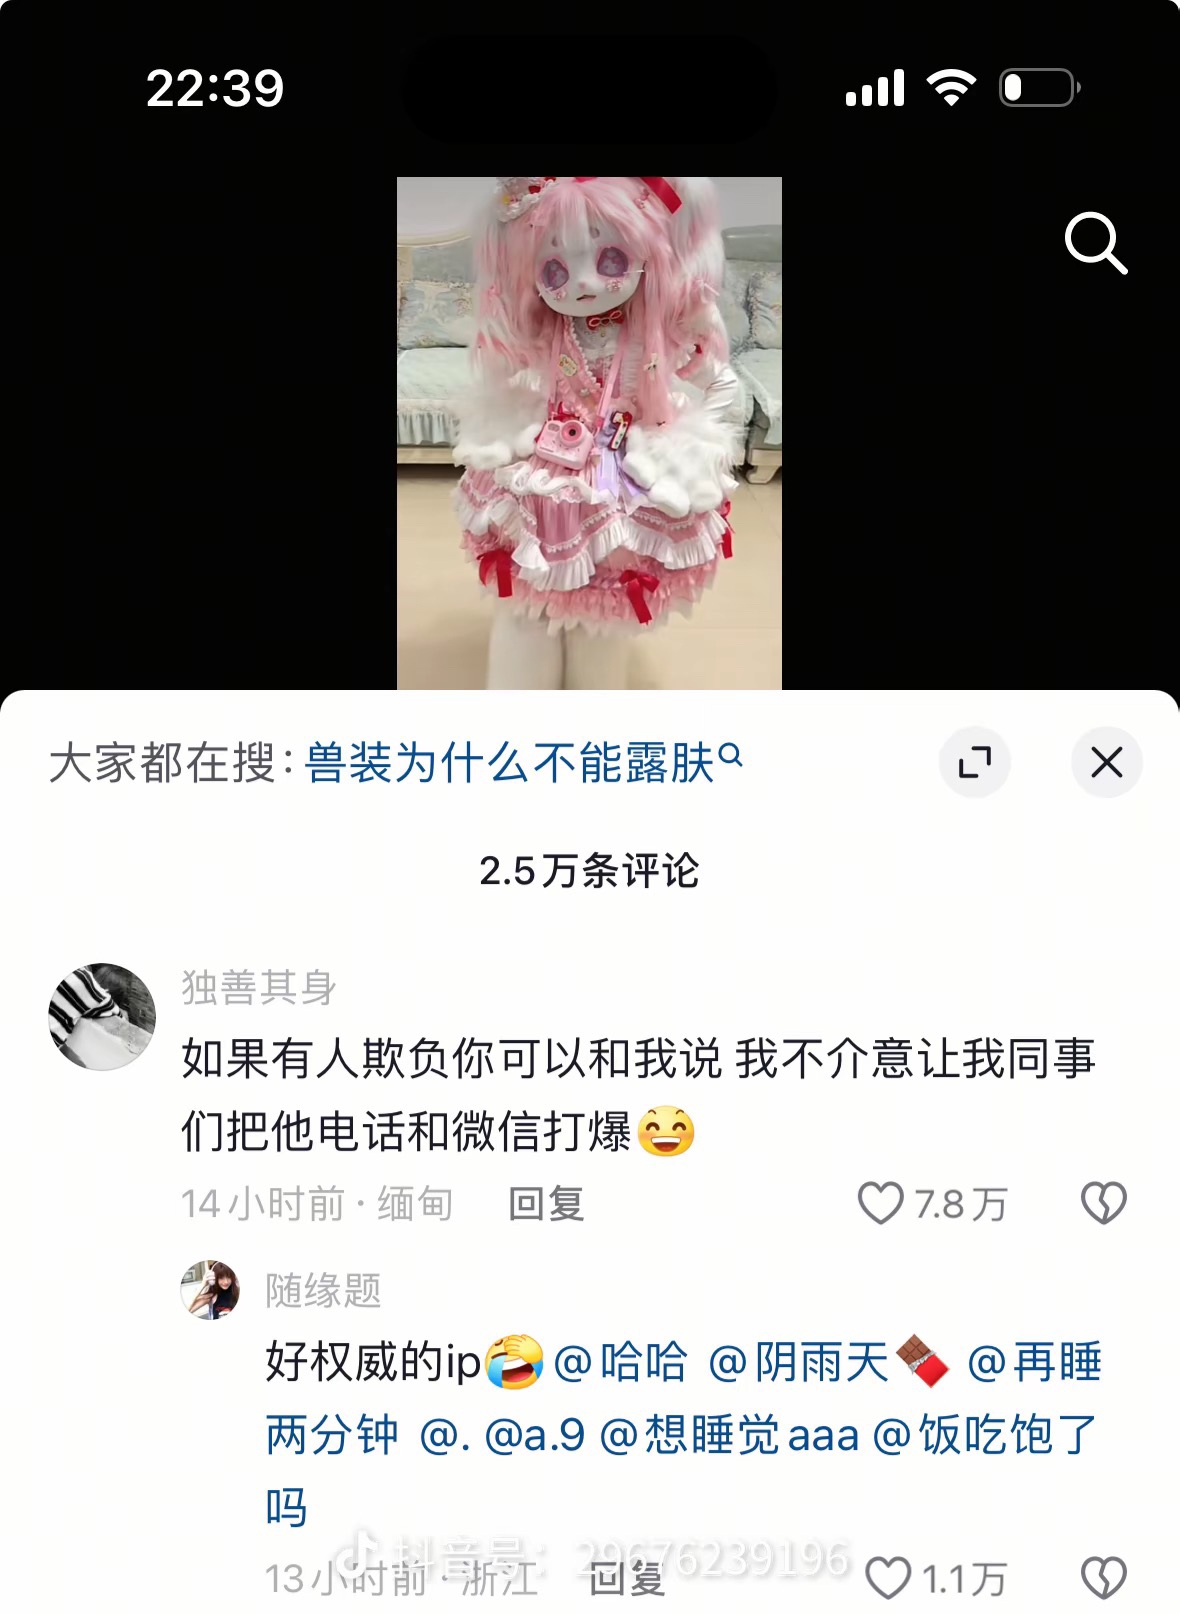 22:39
大家都在搜:兽装为什么不能露肤
2.5万条评论
独善其身
如果有人欺负你可以和我说 我不介意让我同事
们把他电话和微信打爆😄
14小时前·缅甸 回复 7.8万
随缘题
好权威的ip🤣@哈哈 @阴雨天🍫 @再睡
两分钟 @. @a.9 @想睡觉aaa @饭吃饱了
吗
抖音号：29676239196
13小时前·浙江 回复 1.1万